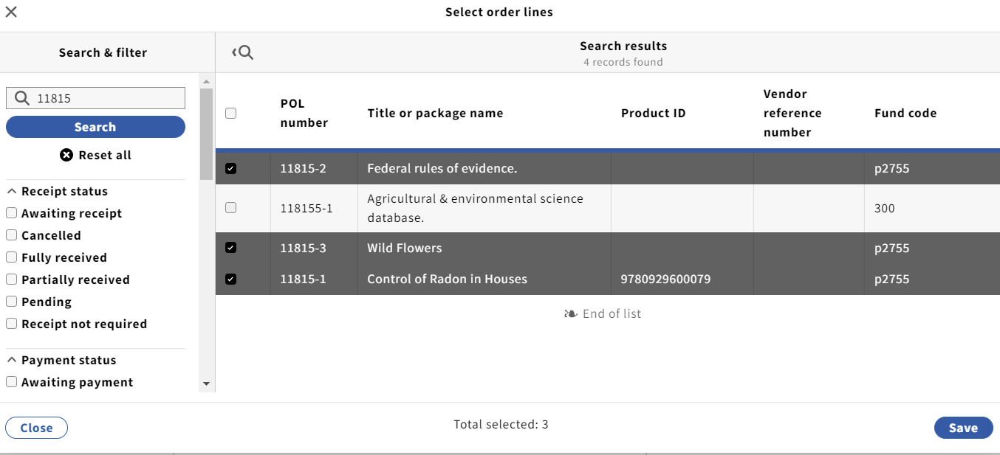 Select order lines
Search & filter
11815
Search
Reset all
Receipt status
Awaiting receipt
Cancelled
Fully received
Partially received
Pending
Receipt not required
Payment status
Awaiting payment
Search results
4 records found
POL number
Title or package name
Product ID
Vendor reference number
Fund code
11815-2 Federal rules of evidence. p2755
118155-1 Agricultural & environmental science database. 300
11815-3 Wild Flowers p2755
11815-1 Control of Radon in Houses 9780929600079 p2755
End of list
Close
Total selected: 3
Save